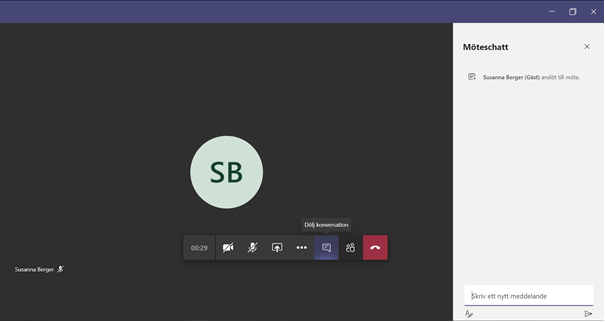 Möteschatt
Susanna Berger (Gäst) anslöt till möte.
SB
Dölj konversation
00:29
Susanna Berger
Skriv ett nytt meddelande